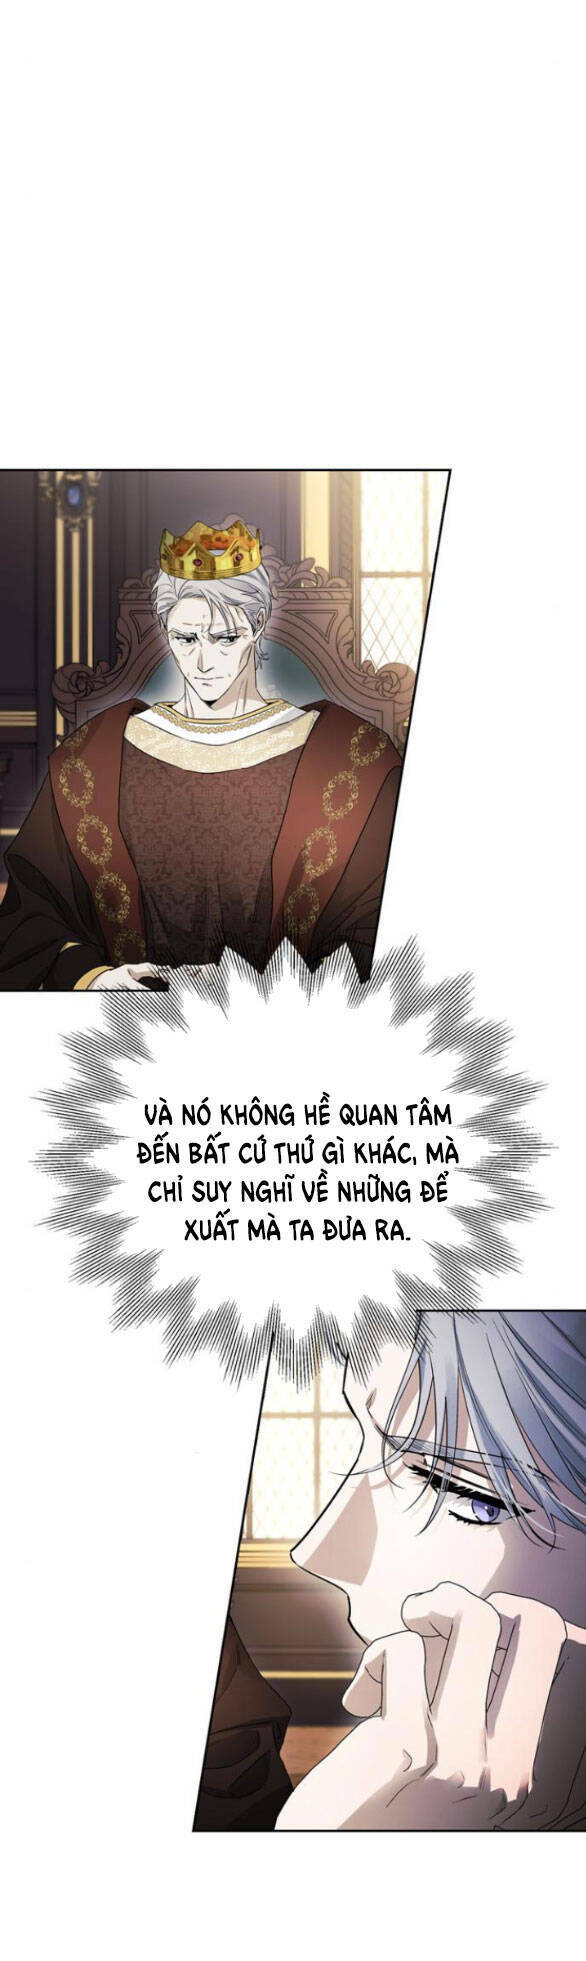 VÀ NÓ KHÔNG HỀ QUAN TÂM
ĐẾN BẤT CỨ THỨ GÌ KHÁC, MÀ
CHỈ SUY NGHĨ VỀ NHỮNG ĐỂ
XUẤT MÀ TA ĐƯA RA.